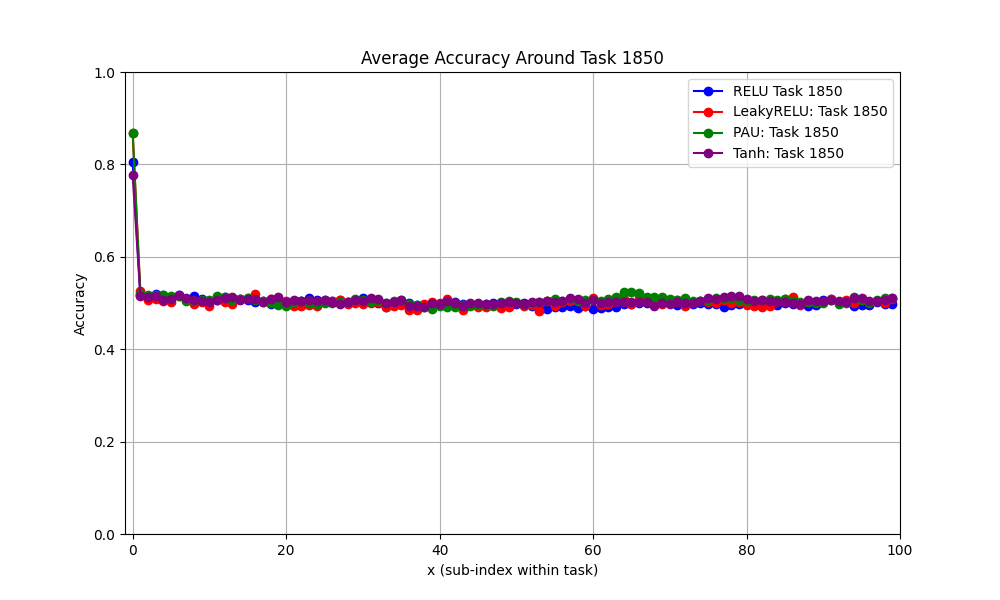 Average Accuracy Around Task 1850
RELU Task 1850
LeakyRELU: Task 1850
PAU: Task 1850
Tanh: Task 1850
Accuracy
1.0
0.8
0.6
0.4
0.2
0.0
0 20 40 60 80 100
x (sub-index within task)